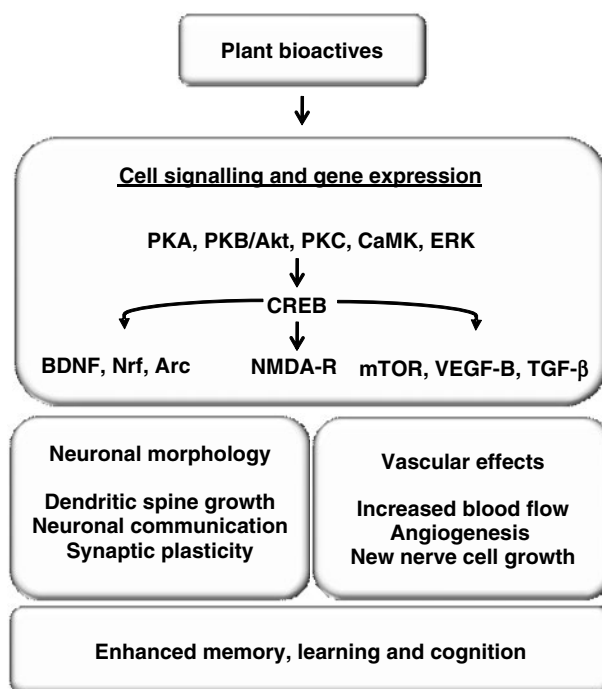 Plant bioactives
Cell signalling and gene expression
PKA, PKB/Akt, PKC, CaMK, ERK
CREB
BDNF, Nrf, Arc
NMDA-R
mTOR, VEGF-B, TGF-β
Neuronal morphology
Dendritic spine growth
Neuronal communication
Synaptic plasticity
Vascular effects
Increased blood flow
Angiogenesis
New nerve cell growth
Enhanced memory, learning and cognition